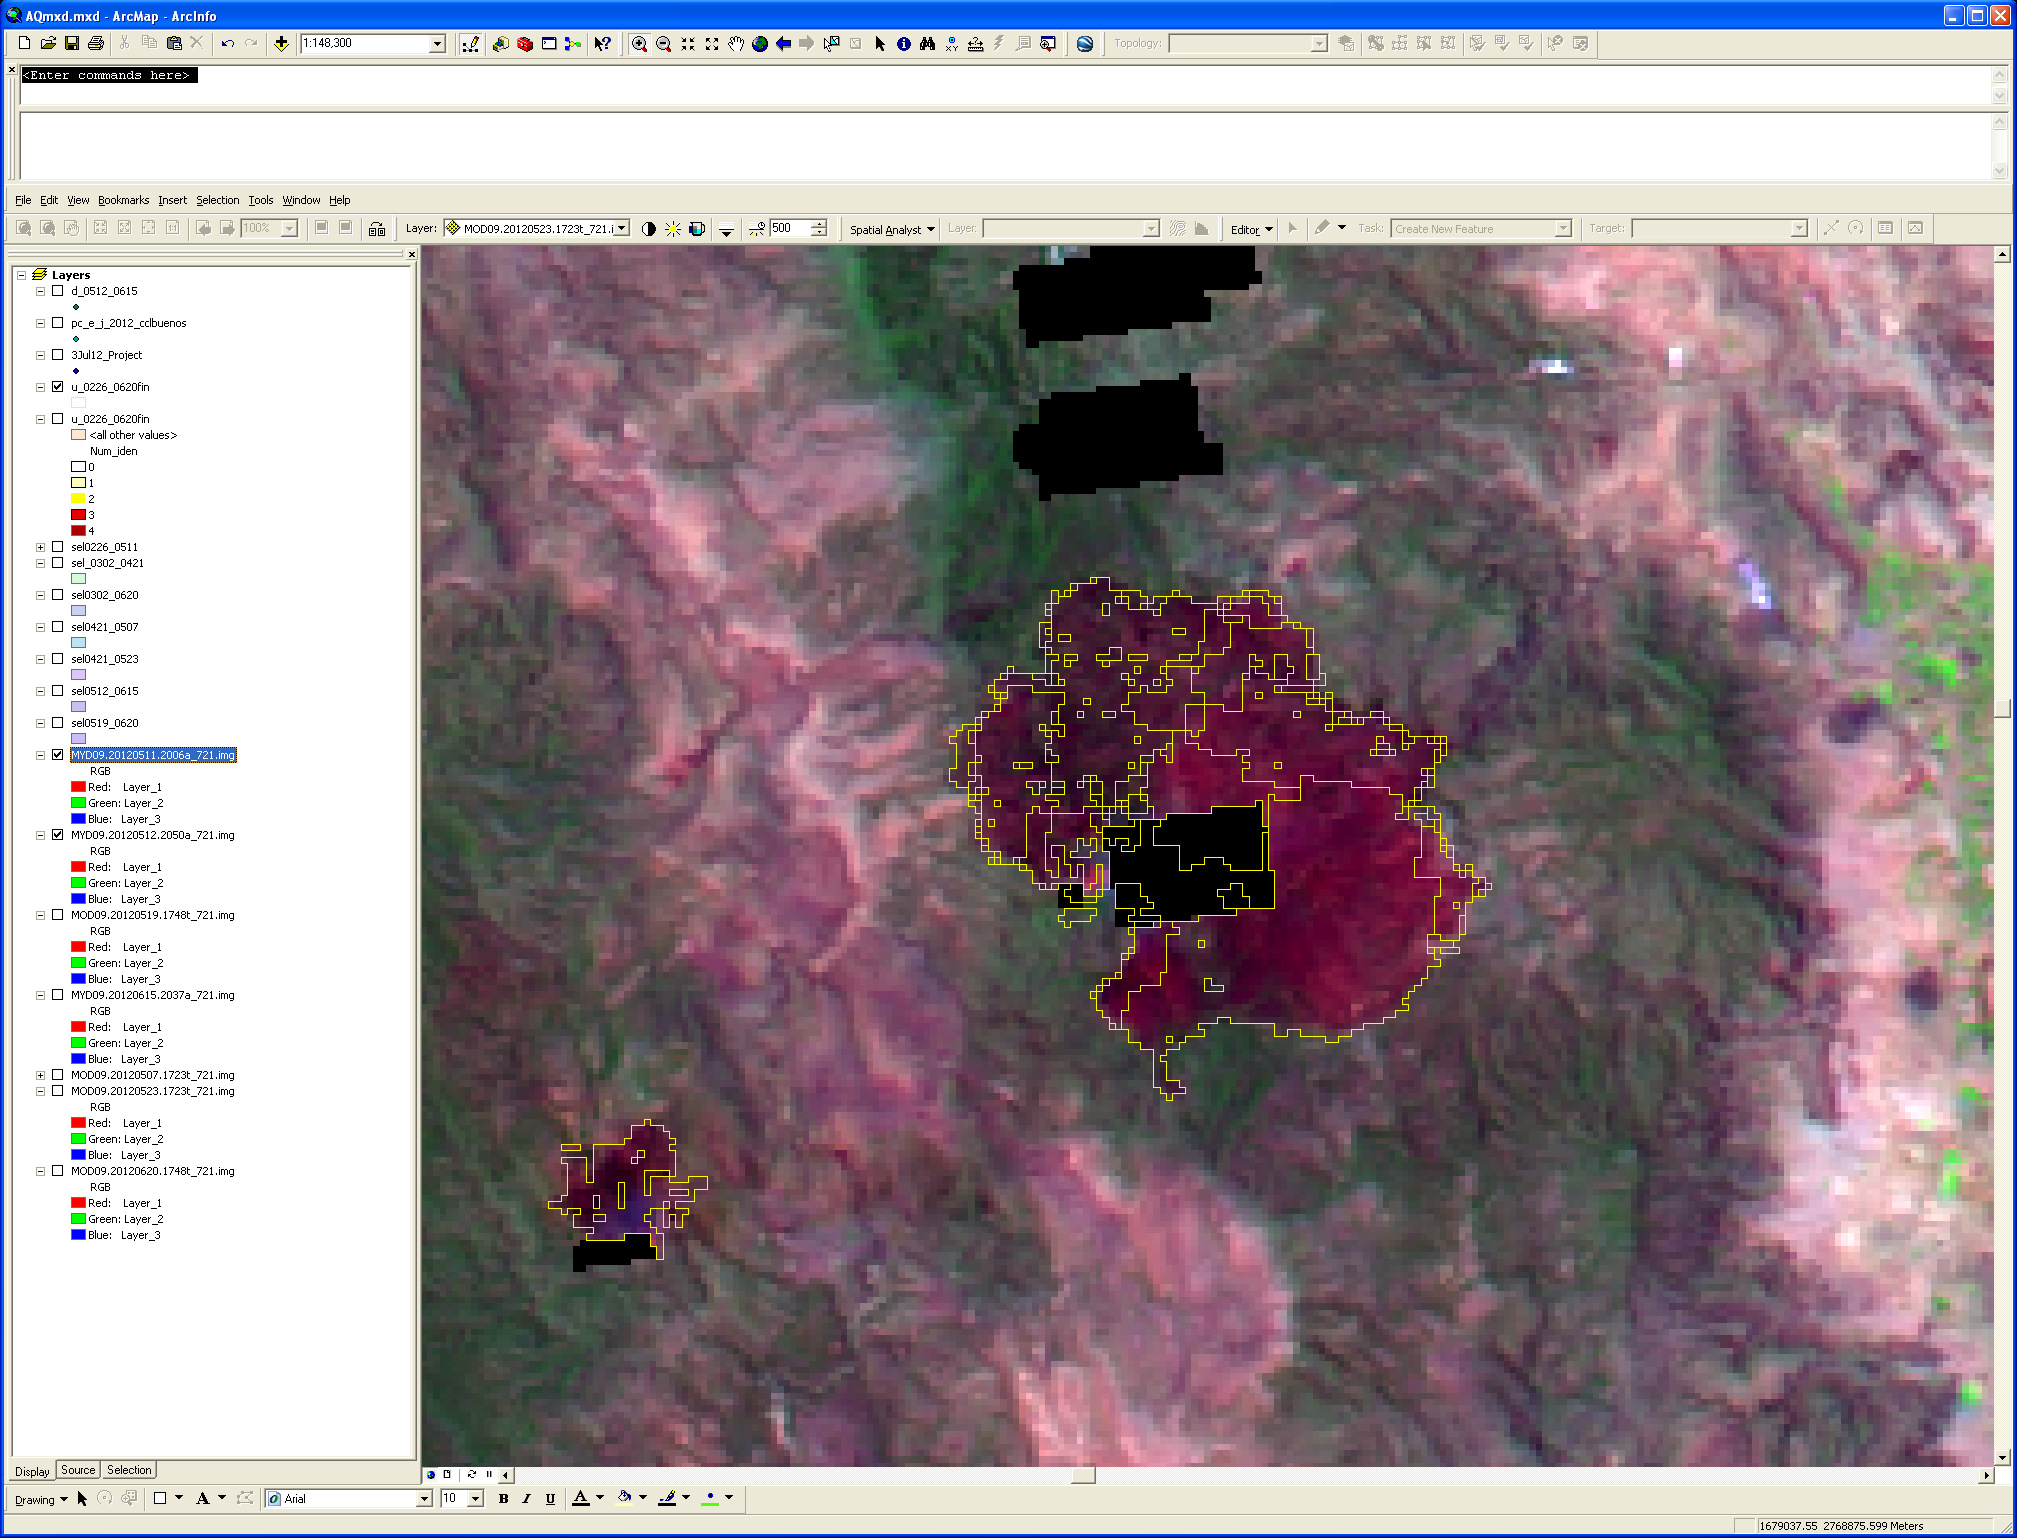 AQmxd.mxd - ArcMap - ArcInfo
1:148,300
Topology:
<Enter commands here>
File Edit View Bookmarks Insert Selection Tools Window Help
100%
Layer: MOD09.20120523.1723t_721.i
500
Spatial Analyst
Layer:
Editor
Task: Create New Feature
Target:
Layers
d_0512_0615
pc_e_j_2012_cclbuenos
3Jul12_Project
u_0226_0620fin
u_0226_0620fin
<all other values>
Num_iden
0
1
2
3
4
sel0226_0511
sel_0302_0421
sel0302_0620
sel0421_0507
sel0421_0523
sel0512_0615
sel0519_0620
MYD09.20120511.2006a_721.img
RGB
Red: Layer_1
Green: Layer_2
Blue: Layer_3
MYD09.20120512.2050a_721.img
RGB
Red: Layer_1
Green: Layer_2
Blue: Layer_3
MOD09.20120519.1748t_721.img
RGB
Red: Layer_1
Green: Layer_2
Blue: Layer_3
MYD09.20120615.2037a_721.img
RGB
Red: Layer_1
Green: Layer_2
Blue: Layer_3
MOD09.20120507.1723t_721.img
MOD09.20120523.1723t_721.img
RGB
Red: Layer_1
Green: Layer_2
Blue: Layer_3
MOD09.20120620.1748t_721.img
RGB
Red: Layer_1
Green: Layer_2
Blue: Layer_3
Display Source Selection
Drawing A Arial 10 B I U A
1679037.55 2768875.599 Meters